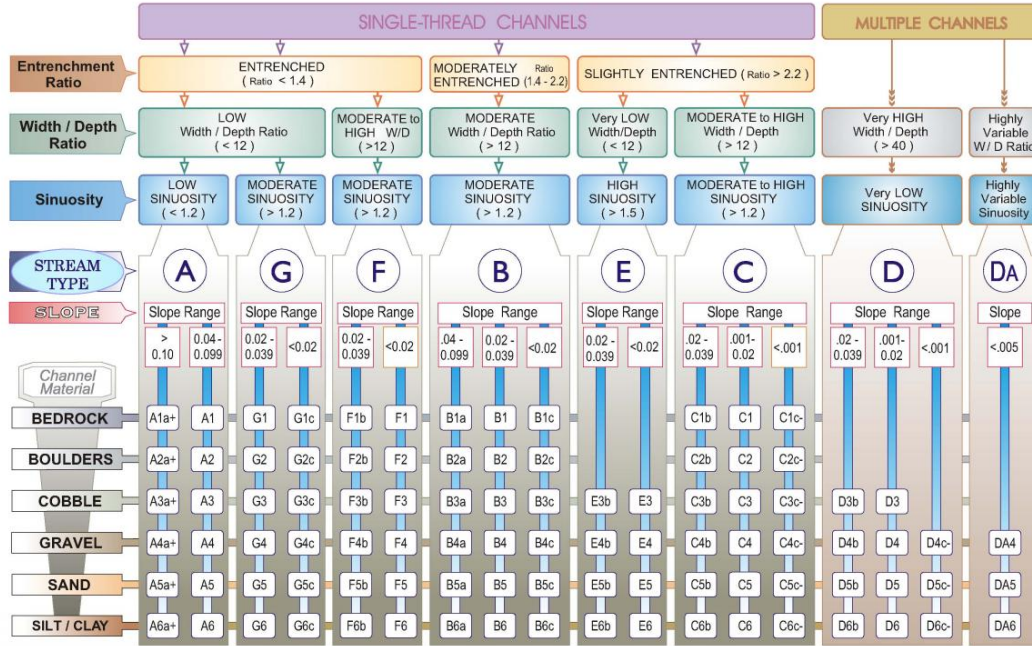 SINGLE-THREAD CHANNELS
MULTIPLE CHANNELS
Entrenchment
Ratio
ENTRENCHED
( Ratio < 1.4 )
MODERATELY Ratio
ENTRENCHED (1.4 - 2.2)
SLIGHTLY ENTRENCHED ( Ratio > 2.2 )
Width / Depth
Ratio
LOW
Width / Depth Ratio
( < 12 )
MODERATE to
HIGH W/D
( >12 )
MODERATE
Width / Depth Ratio
( > 12 )
Very LOW
Width/Depth
( < 12 )
MODERATE to HIGH
Width / Depth
( > 12 )
Very HIGH
Width / Depth
( > 40 )
Highly
Variable
W / D Ratio
Sinuosity
LOW
SINUOSITY
( < 1.2 )
MODERATE
SINUOSITY
( > 1.2 )
MODERATE
SINUOSITY
( > 1.2 )
MODERATE
SINUOSITY
( > 1.2 )
HIGH
SINUOSITY
( > 1.5 )
MODERATE to HIGH
SINUOSITY
( > 1.2 )
Very LOW
SINUOSITY
Highly
Variable
Sinuosity
STREAM
TYPE
A G F B E C D DA
SLOPE
Slope Range Slope Range Slope Range Slope Range Slope Range Slope Range Slope Range Slope
> 0.10
0.04 - 0.099
0.02 - 0.039
<0.02
0.02 - 0.039
<0.02
.04 - 0.099
0.02 - 0.039
<0.02
0.02 - 0.039
<0.02
.02 - 0.039
.001- 0.02
<.001
.02 - 0.039
.001- 0.02
<.001
<.005
Channel
Material
BEDROCK A1a+ A1 G1 G1c F1b F1 B1a B1 B1c C1b C1 C1c-
BOULDERS A2a+ A2 G2 G2c F2b F2 B2a B2 B2c C2b C2 C2c-
COBBLE A3a+ A3 G3 G3c F3b F3 B3a B3 B3c E3b E3 C3b C3 C3c- D3b D3
GRAVEL A4a+ A4 G4 G4c F4b F4 B4a B4 B4c E4b E4 C4b C4 C4c- D4b D4 D4c- DA4
SAND A5a+ A5 G5 G5c F5b F5 B5a B5 B5c E5b E5 C5b C5 C5c- D5b D5 D5c- DA5
SILT / CLAY A6a+ A6 G6 G6c F6b F6 B6a B6 B6c E6b E6 C6b C6 C6c- D6b D6 D6c- DA6